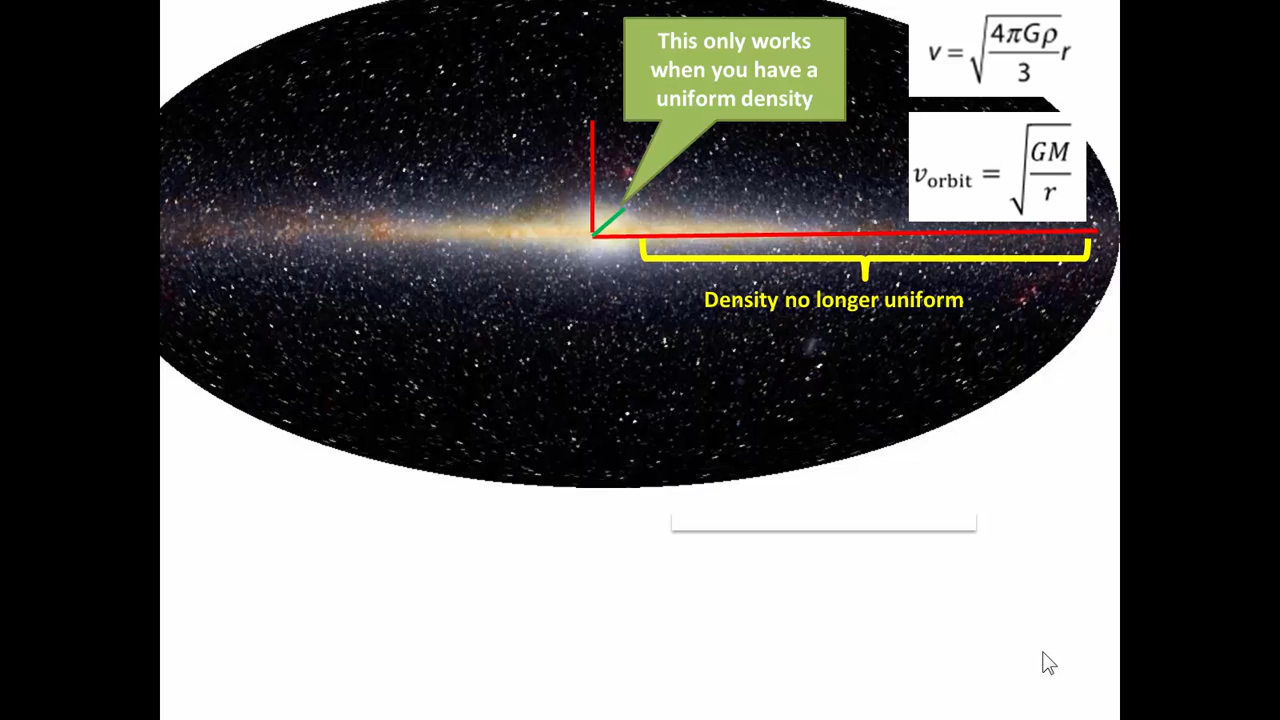 This only works
when you have a
uniform density
v = √(4πGρ/3) r
v_orbit = √(GM/r)
Density no longer uniform